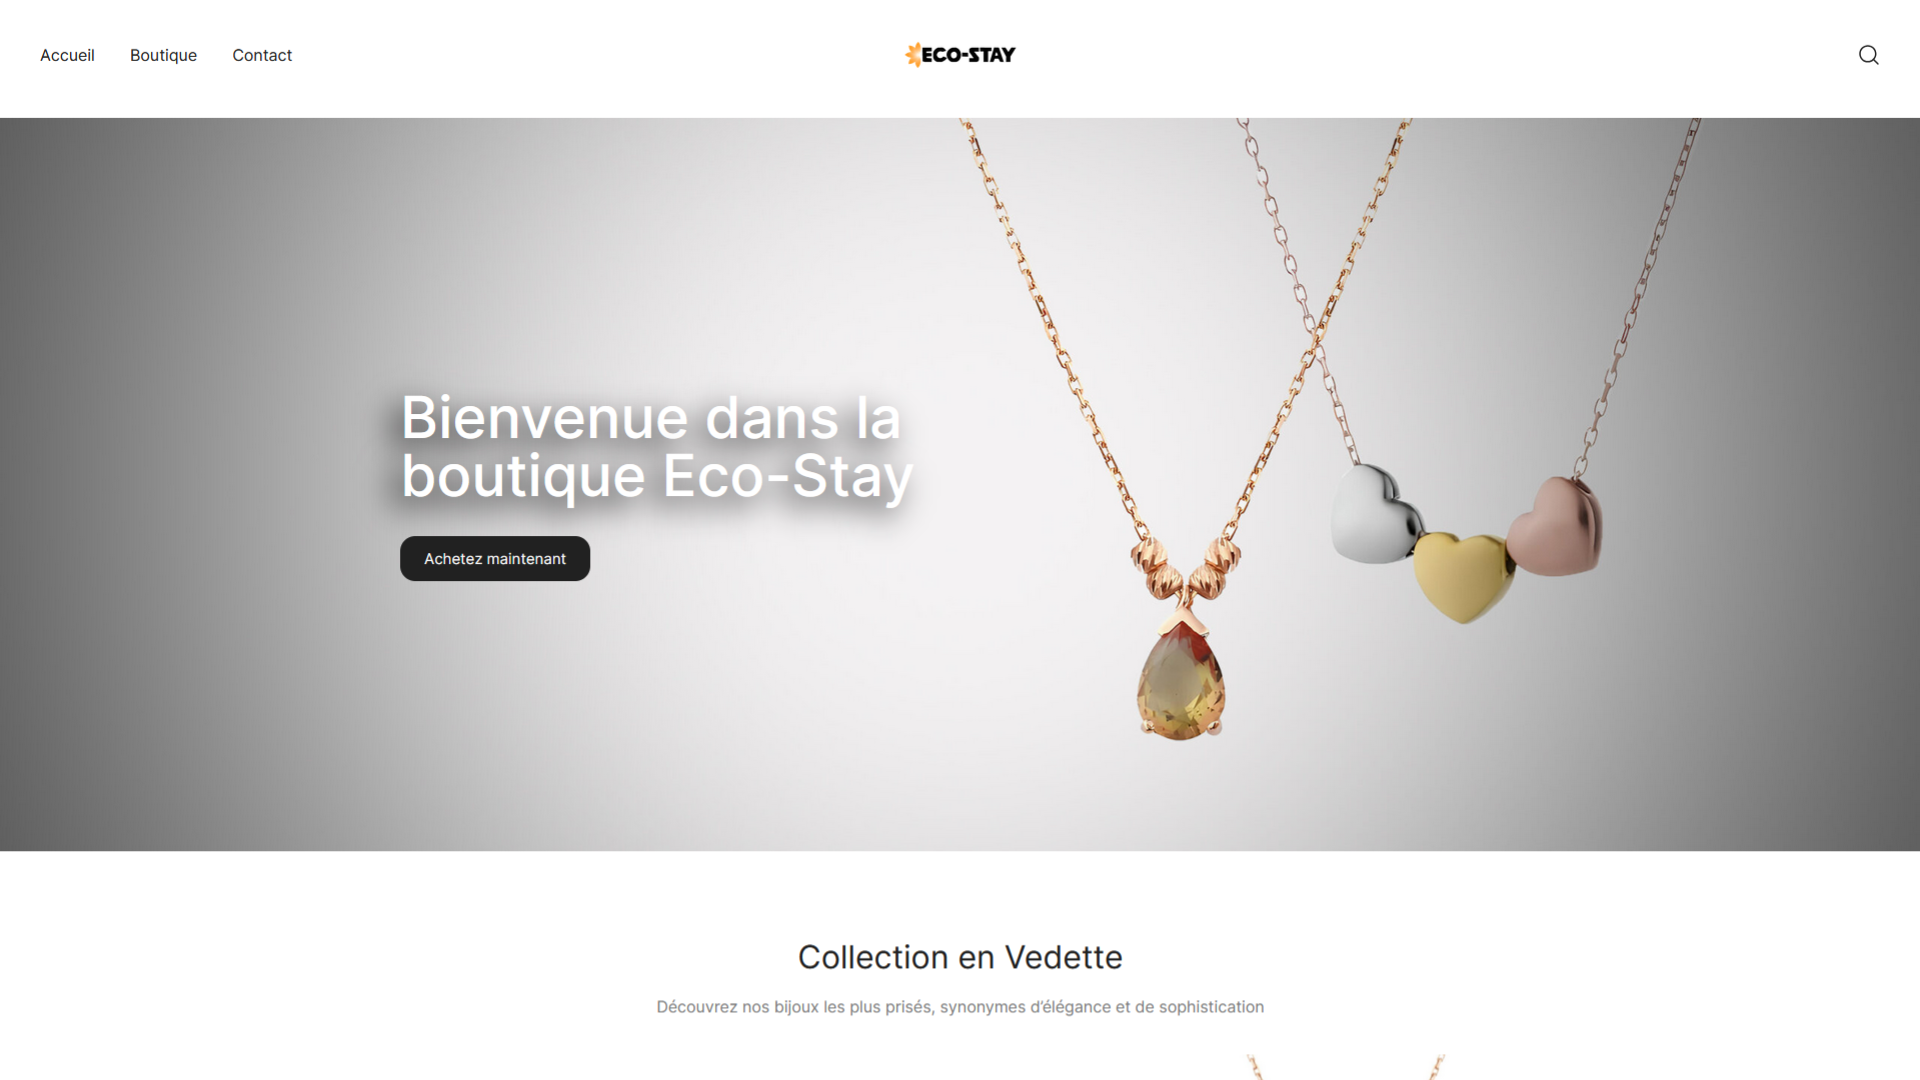 Accueil
Boutique
Contact
ECO-STAY
Bienvenue dans la
boutique Eco-Stay
Achetez maintenant
Collection en Vedette
Découvrez nos bijoux les plus prisés, synonymes d’élégance et de sophistication